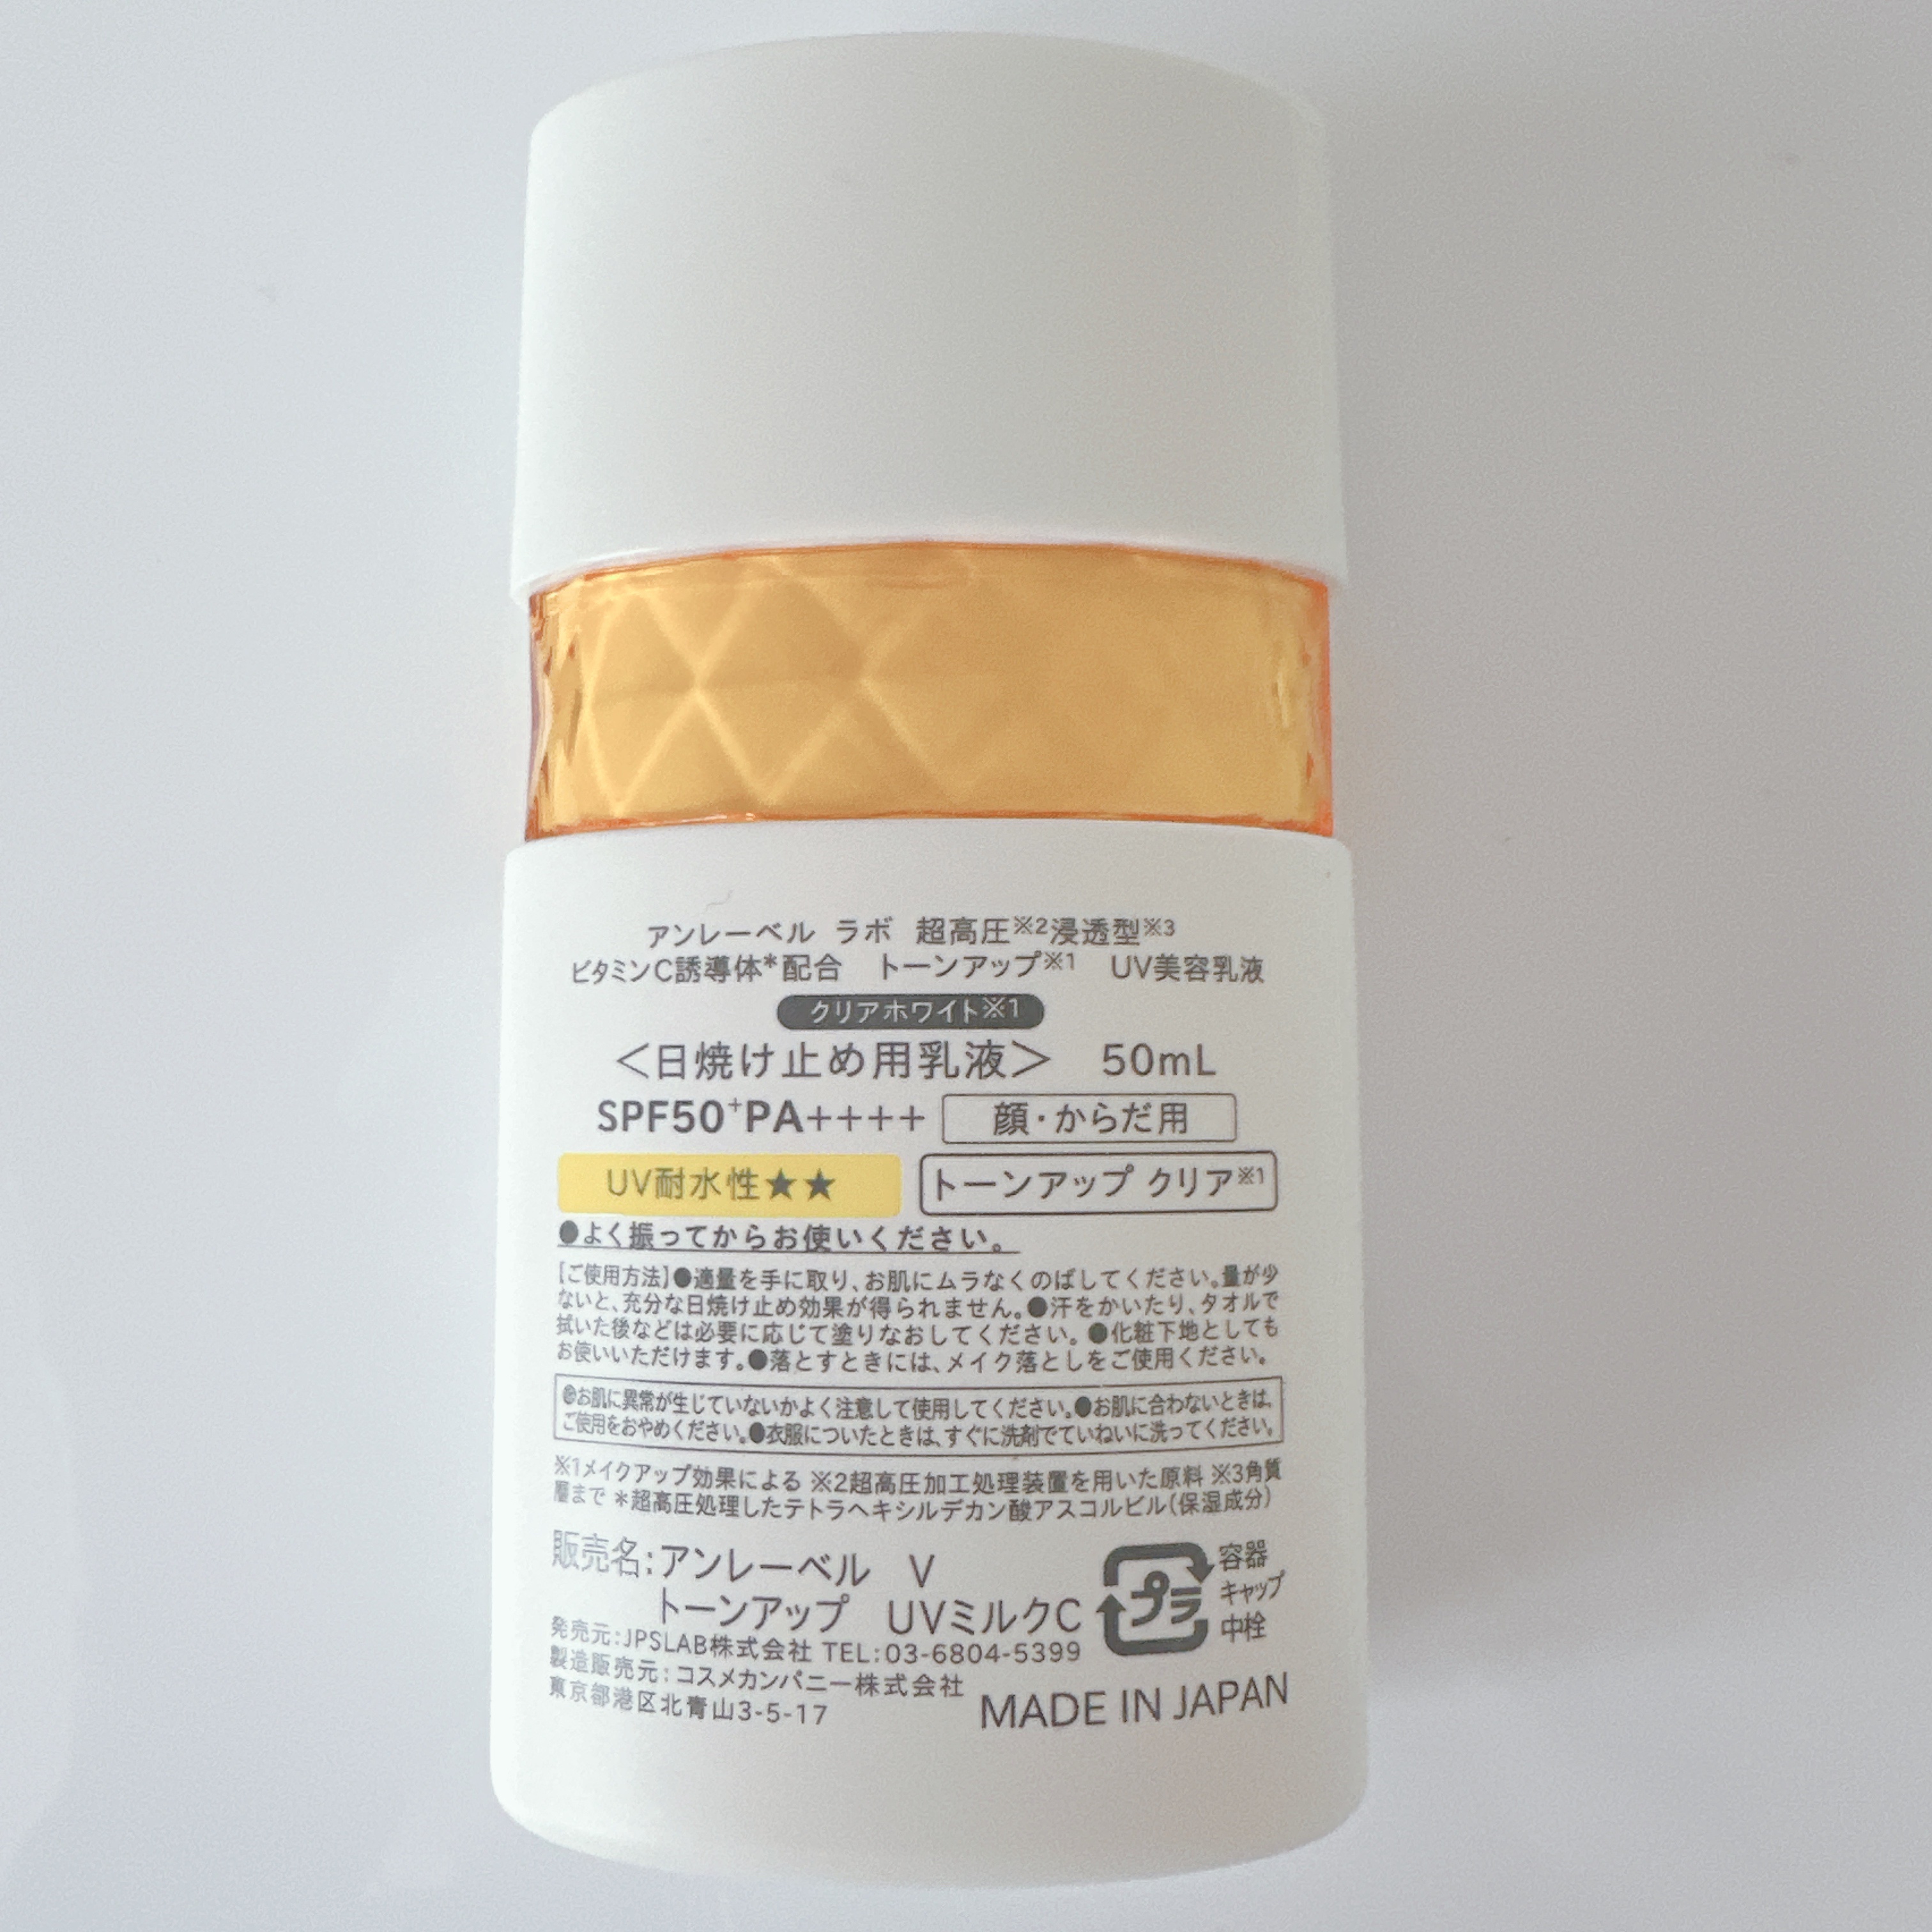 アンレーベル ラボ 超高圧※2浸透型※3
ビタミンC誘導体*配合 トーンアップ※1 UV美容乳液
クリアホワイト※1
＜日焼け止め用乳液＞ 50mL
SPF50+PA++++ 顔・からだ用
UV耐水性★★ トーンアップ クリア※1
●よく振ってからお使いください。
【ご使用方法】●適量を手に取り、お肌にムラなくのばしてください。量が少
ないと、充分な日焼け止め効果が得られません。●汗をかいたり、タオルで
拭いた後などは必要に応じて塗りなおしてください。●化粧下地としても
お使いいただけます。●落とすときには、メイク落としをご使用ください。
●お肌に異常が生じていないかよく注意して使用してください。●お肌に合わないときは、
ご使用をおやめください。●衣服についたときは、すぐに洗剤でていねいに洗ってください。
※1メイクアップ効果による ※2超高圧加工処理装置を用いた原料 ※3角質
層まで *超高圧処理したテトラヘキシルデカン酸アスコルビル(保湿成分)
販売名:アンレーベル V
トーンアップ UVミルクC
プラ
容器
キャップ
中栓
発売元:JPSLAB株式会社 TEL:03-6804-5399
製造販売元:コスメカンパニー株式会社
東京都港区北青山3-5-17
MADE IN JAPAN